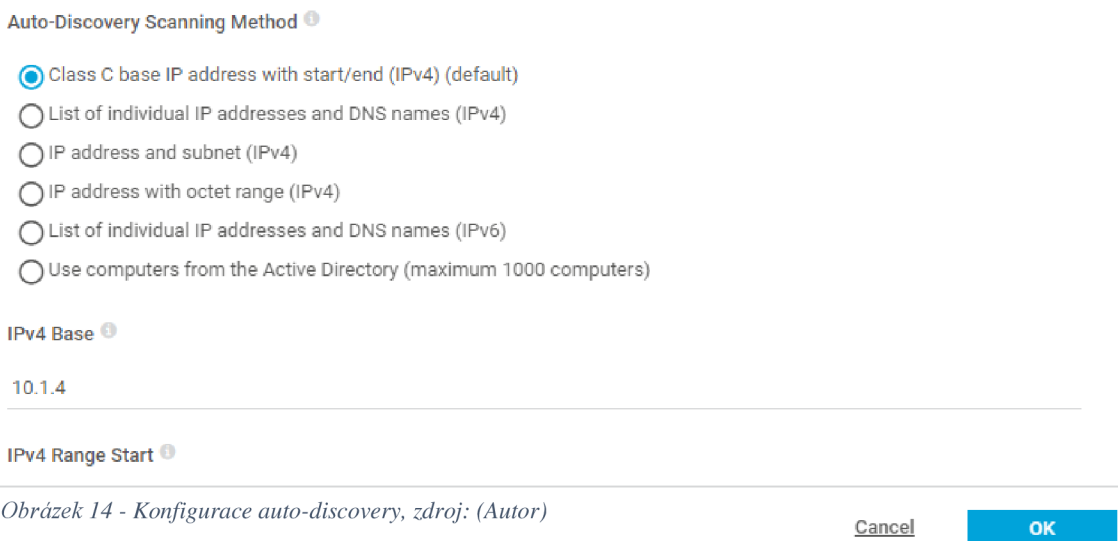 Auto-Discovery Scanning Method
Class C base IP address with start/end (IPv4) (default)
List of individual IP addresses and DNS names (IPv4)
IP address and subnet (IPv4)
IP address with octet range (IPv4)
List of individual IP addresses and DNS names (IPv6)
Use computers from the Active Directory (maximum 1000 computers)
IPv4 Base
10.1.4
IPv4 Range Start
Obrázek 14 - Konfigurace auto-discovery, zdroj: (Autor)
Cancel OK